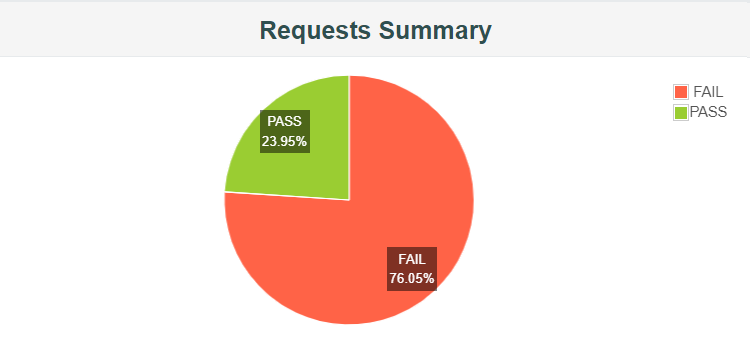 Requests Summary
FAIL
PASS
PASS
23.95%
FAIL
76.05%